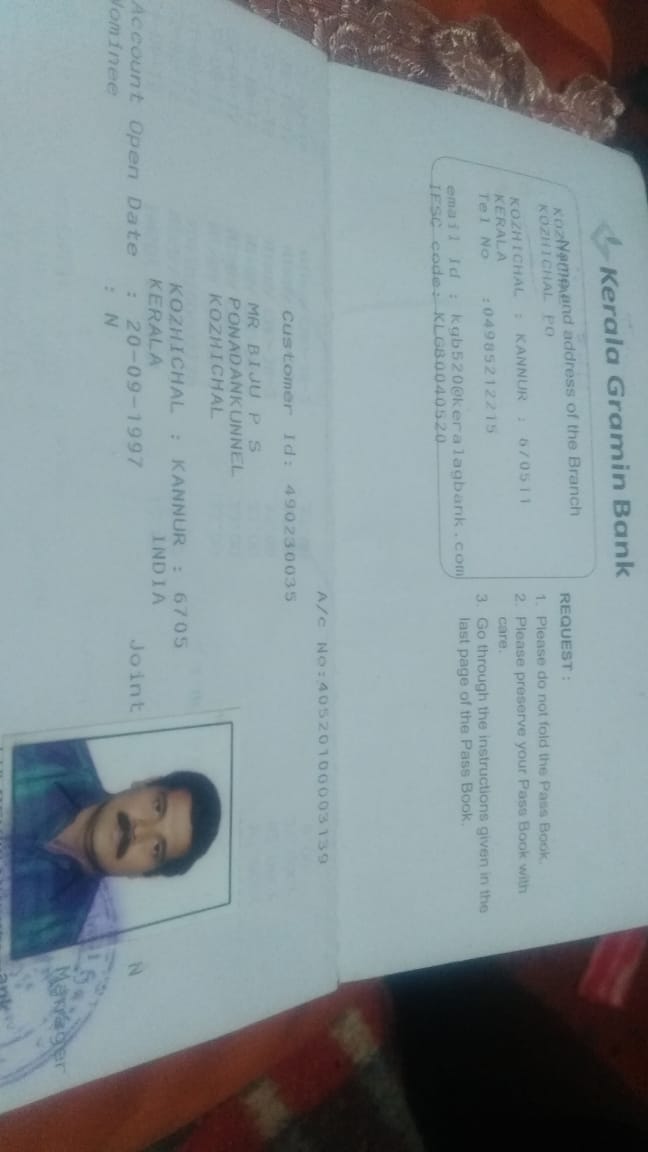 Kerala Gramin Bank
Name and address of the Branch
KOZHICHAL PO
KOZHICHAL : KANNUR : 670511
KERALA
Tel No :04985212215
email Id : kgb520@keralagbank.com
IFSC code: KLGB0040520
REQUEST :
1. Please do not fold the Pass Book.
2. Please preserve your Pass Book with
care.
3. Go through the instructions given in the
last page of the Pass Book.
A/c No:40520100003139
Customer Id: 490230035
MR BIJU P S
PONADANKUNNEL
KOZHICHAL
KOZHICHAL : KANNUR : 6705
KERALA INDIA
Account Open Date : 20-09-1997 Joint N
Nominee : N
Manager